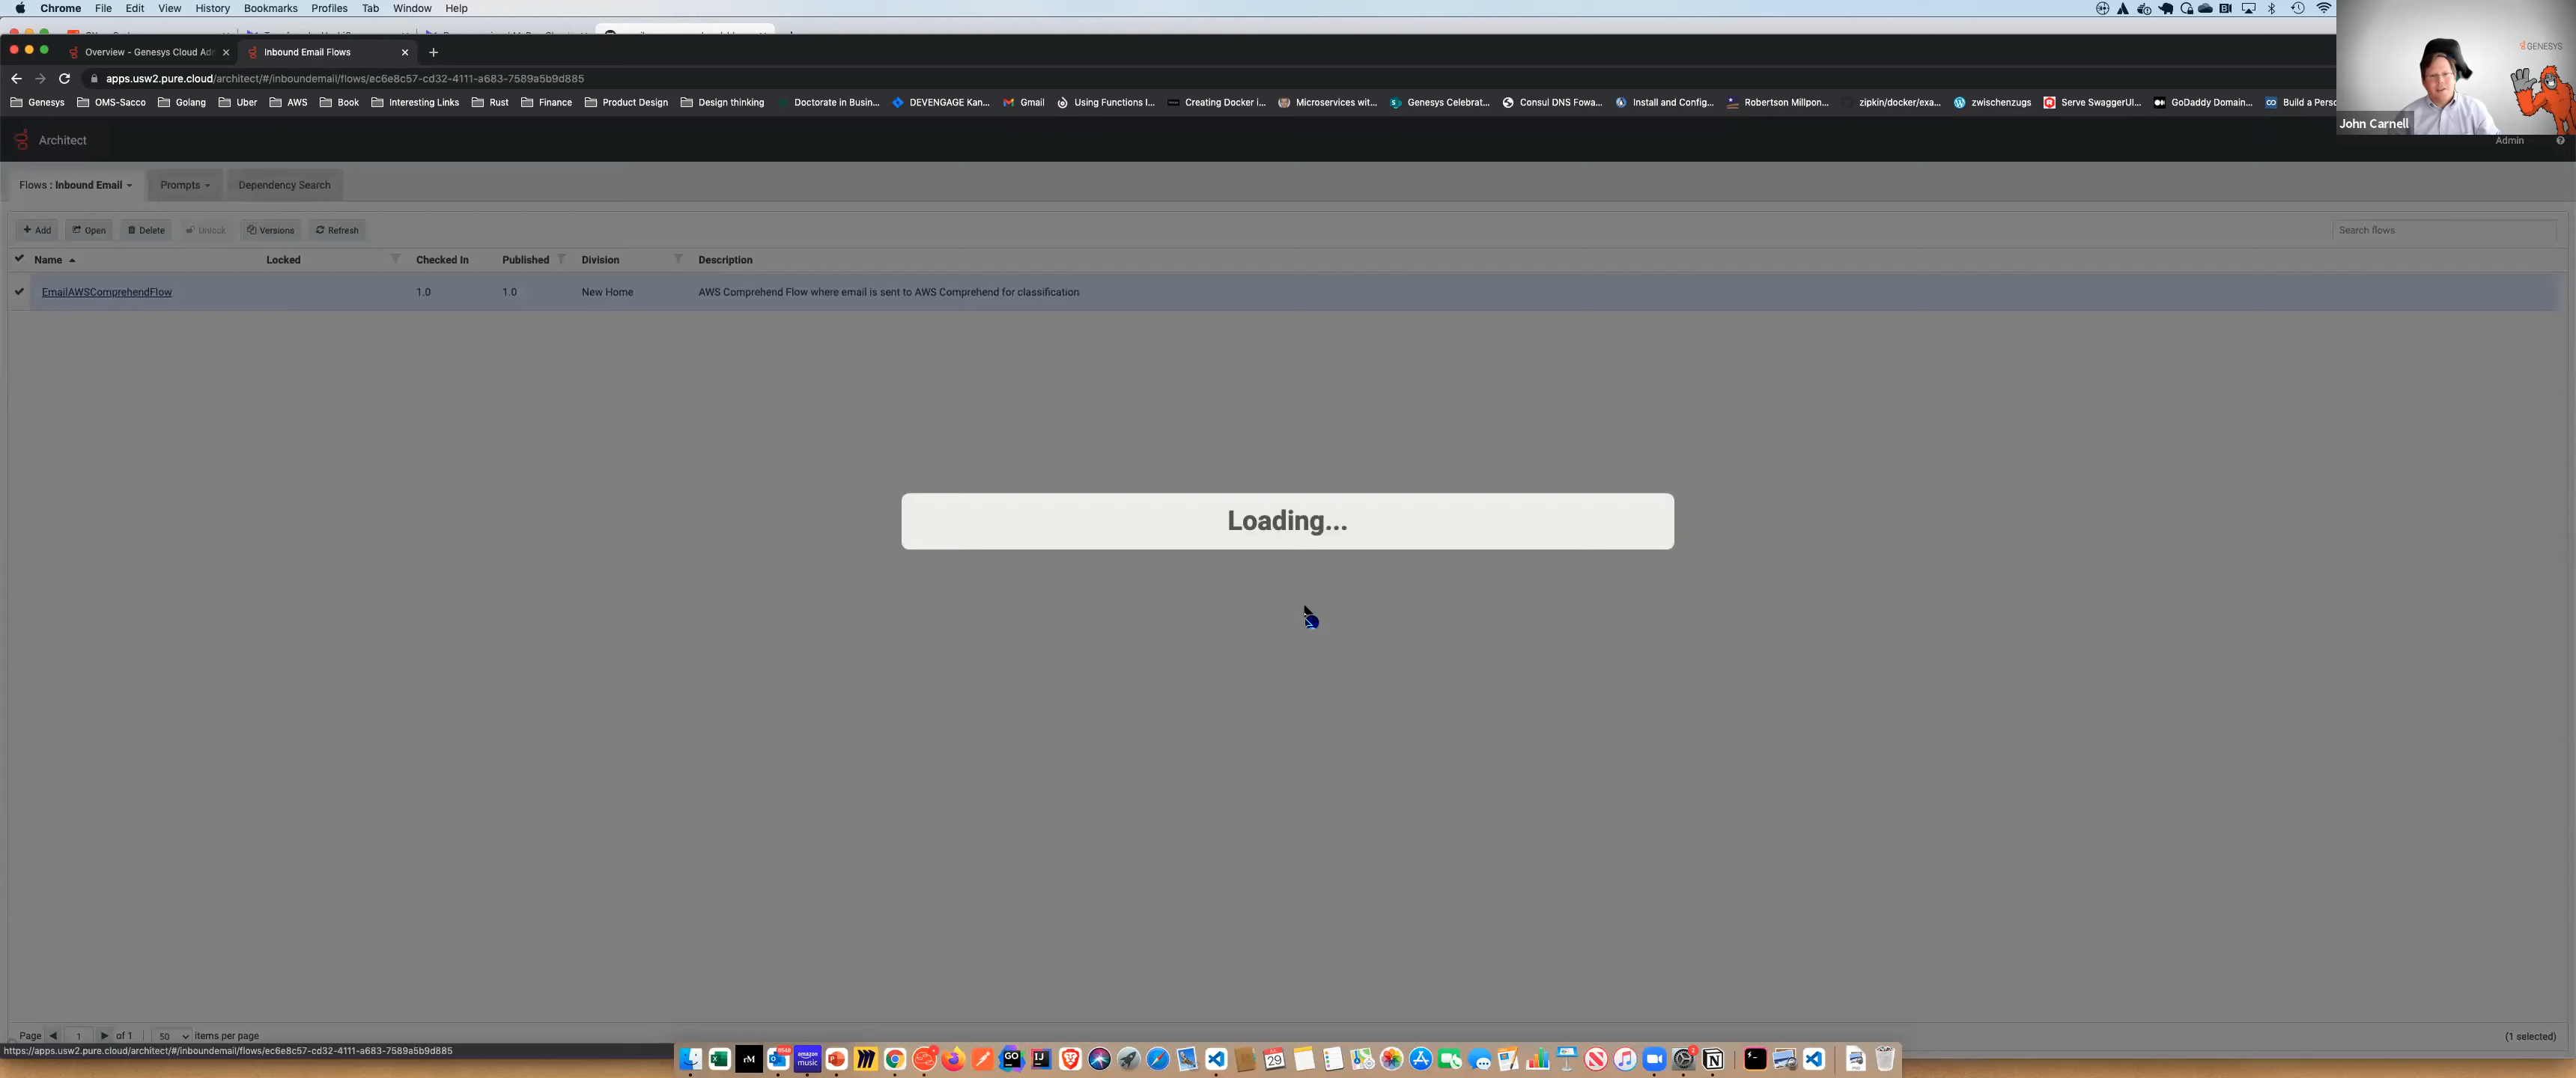 Chrome File Edit View History Bookmarks Profiles Tab Window Help
Overview - Genesys Cloud Adm Inbound Email Flows
apps.usw2.pure.cloud/architect/#/inboundemail/flows/ec6e8c57-cd32-4111-a683-7589a5b9d885
Genesys OMS-Sacco Golang Uber AWS Book Interesting Links Rust Finance Product Design Design thinking Doctorate in Busin... DEVENGAGE Kan... Gmail Using Functions I... Creating Docker i... Microservices wit... Genesys Celebrat... Consul DNS Fowa... Install and Config... Robertson Millpon... zipkin/docker/exa... zwischenzugs Serve SwaggerUI... GoDaddy Domain... Build a Perso
GENESYS
John Carnell
Architect Admin
Flows : Inbound Email Prompts Dependency Search
Add Open Delete Unlock Versions Refresh Search flows
Name Locked Checked In Published Division Description
EmailAWSComprehendFlow 1.0 1.0 New Home AWS Comprehend Flow where email is sent to AWS Comprehend for classification
Loading...
Page 1 of 1 50 items per page (1 selected)
https://apps.usw2.pure.cloud/architect/#/inboundemail/flows/ec6e8c57-cd32-4111-a683-7589a5b9d885
rM amazon music GO IJ 29